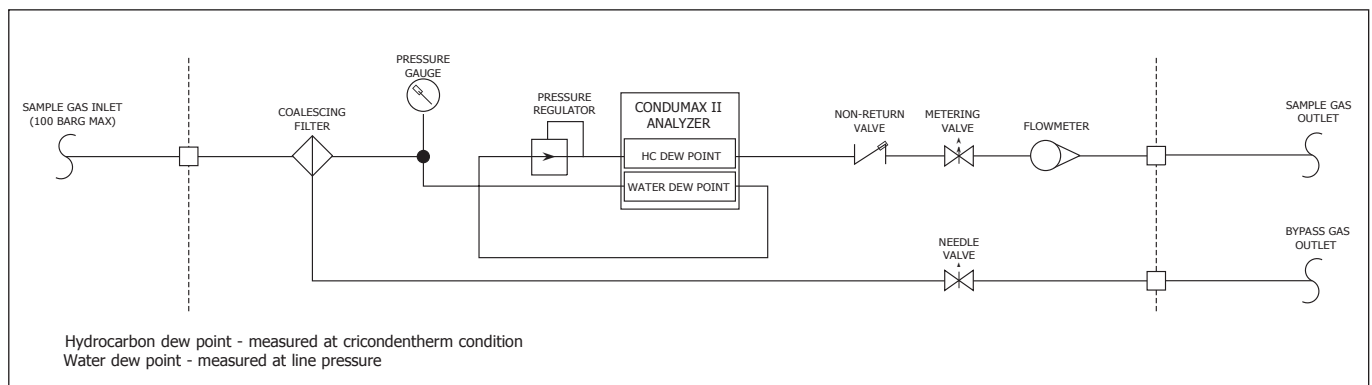 SAMPLE GAS INLET
(100 BARG MAX)
COALESCING
FILTER
PRESSURE
GAUGE
PRESSURE
REGULATOR
CONDUMAX II
ANALYZER
HC DEW POINT
WATER DEW POINT
NON-RETURN
VALVE
METERING
VALVE
FLOWMETER
SAMPLE GAS
OUTLET
NEEDLE
VALVE
BYPASS GAS
OUTLET
Hydrocarbon dew point - measured at cricondentherm condition
Water dew point - measured at line pressure